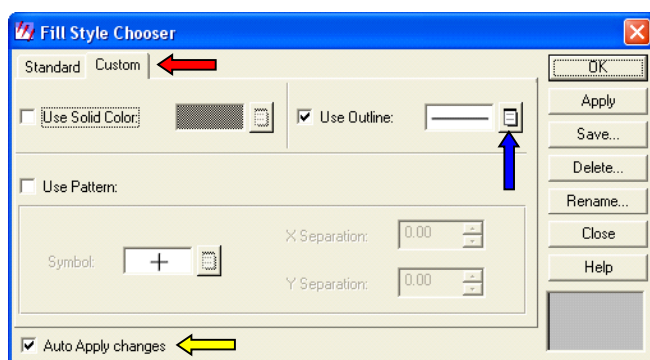 Fill Style Chooser
Standard Custom
Use Solid Color:
Use Outline:
Use Pattern:
Symbol:
X Separation: 0.00
Y Separation: 0.00
Auto Apply changes
OK
Apply
Save...
Delete...
Rename...
Close
Help